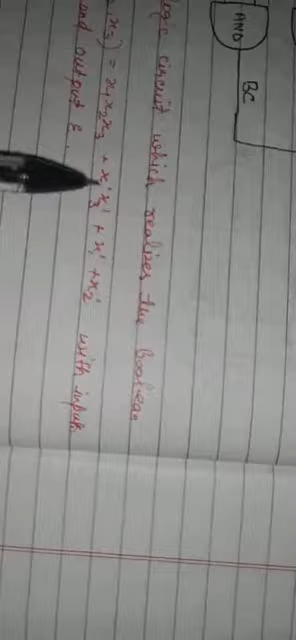 AND
BC
logic circuit which realizes the Boolean
x₃) = x₁x₂x₃ + x₁'x₃' + x₁' + x₂' with inputs
and output E.